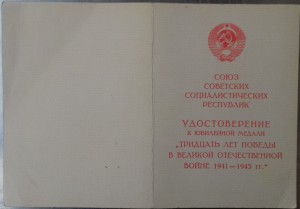 СОЮЗ
СОВЕТСКИХ
СОЦИАЛИСТИЧЕСКИХ
РЕСПУБЛИК
УДОСТОВЕРЕНИЕ
К ЮБИЛЕЙНОЙ МЕДАЛИ
„ТРИДЦАТЬ ЛЕТ ПОБЕДЫ
В ВЕЛИКОЙ ОТЕЧЕСТВЕННОЙ
ВОЙНЕ 1941—1945 гг."